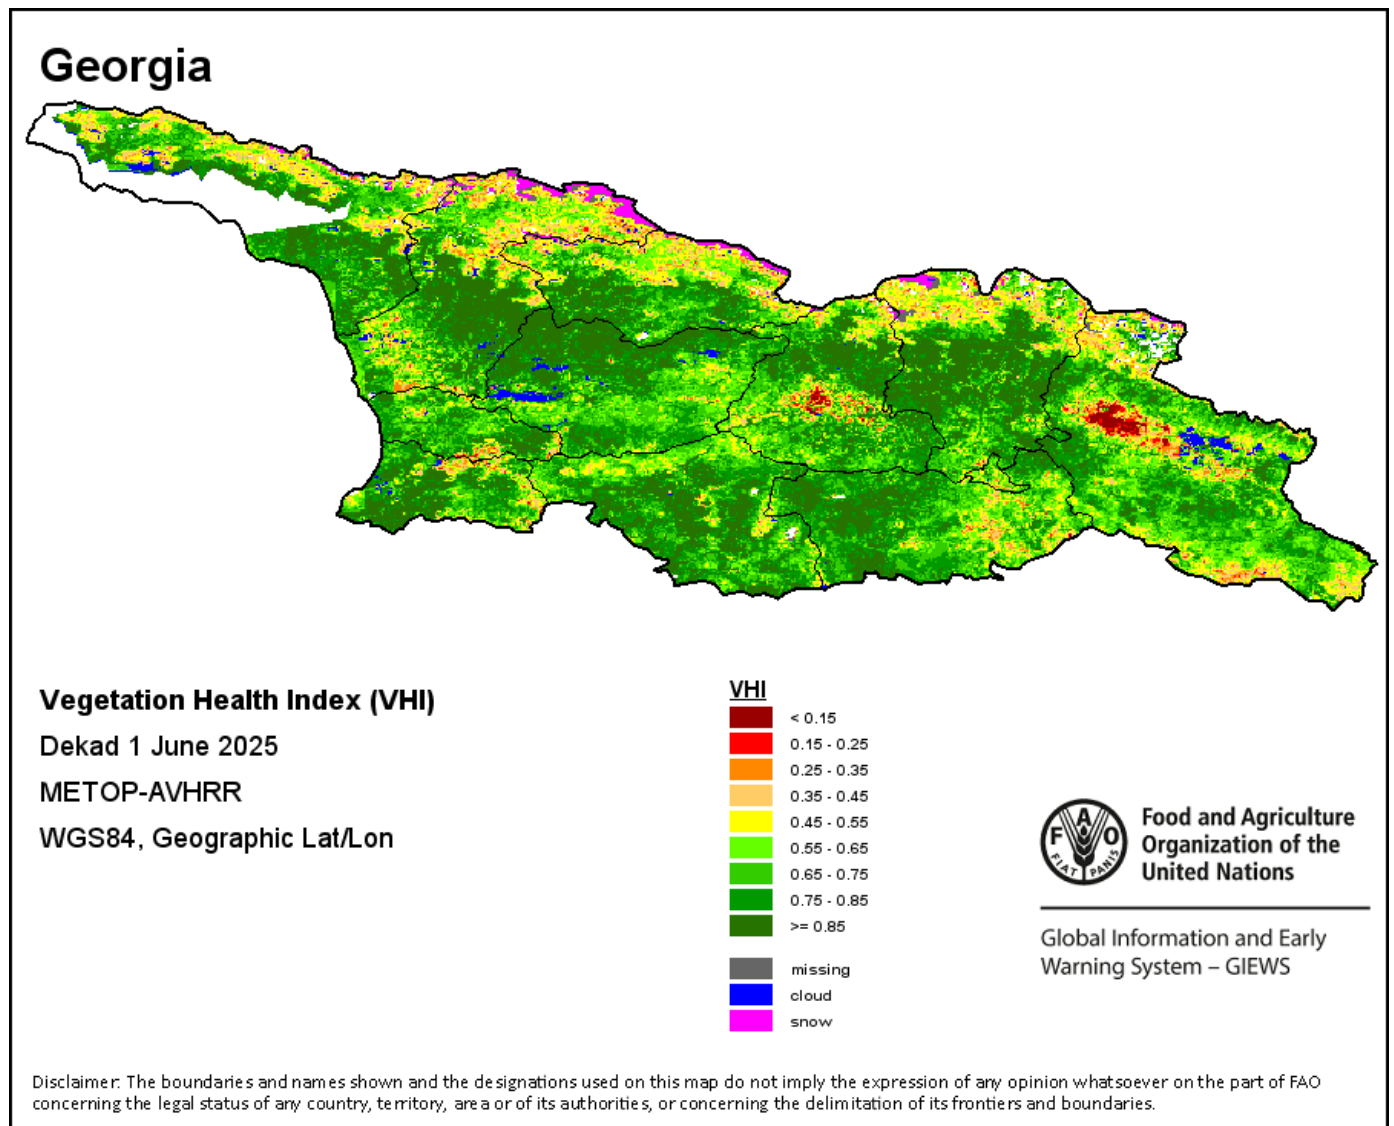 Georgia
Vegetation Health Index (VHI)
Dekad 1 June 2025
METOP-AVHRR
WGS84, Geographic Lat/Lon
VHI
< 0.15
0.15 - 0.25
0.25 - 0.35
0.35 - 0.45
0.45 - 0.55
0.55 - 0.65
0.65 - 0.75
0.75 - 0.85
>= 0.85
missing
cloud
snow
F A O
FIAT PANIS
Food and Agriculture
Organization of the
United Nations
Global Information and Early
Warning System – GIEWS
Disclaimer: The boundaries and names shown and the designations used on this map do not imply the expression of any opinion whatsoever on the part of FAO
concerning the legal status of any country, territory, area or of its authorities, or concerning the delimitation of its frontiers and boundaries.